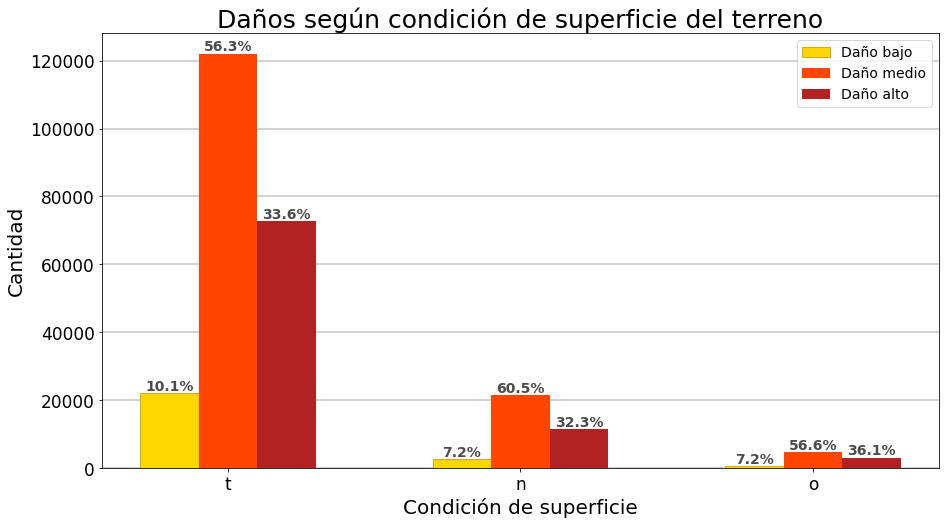 Daños según condición de superficie del terreno
Daño bajo
Daño medio
Daño alto
Cantidad
120000
100000
80000
60000
40000
20000
0
10.1%
56.3%
33.6%
7.2%
60.5%
32.3%
7.2%
56.6%
36.1%
t
n
o
Condición de superficie